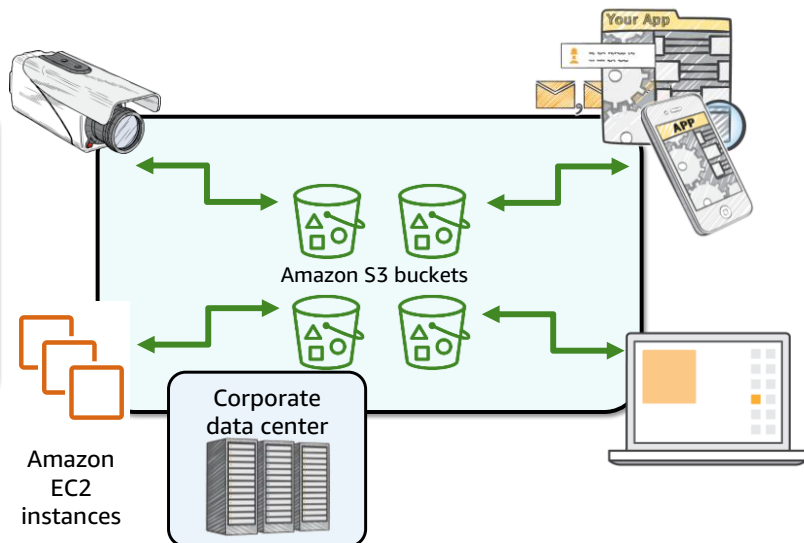 Your App
APP
Amazon S3 buckets
Corporate
data center
Amazon
EC2
instances